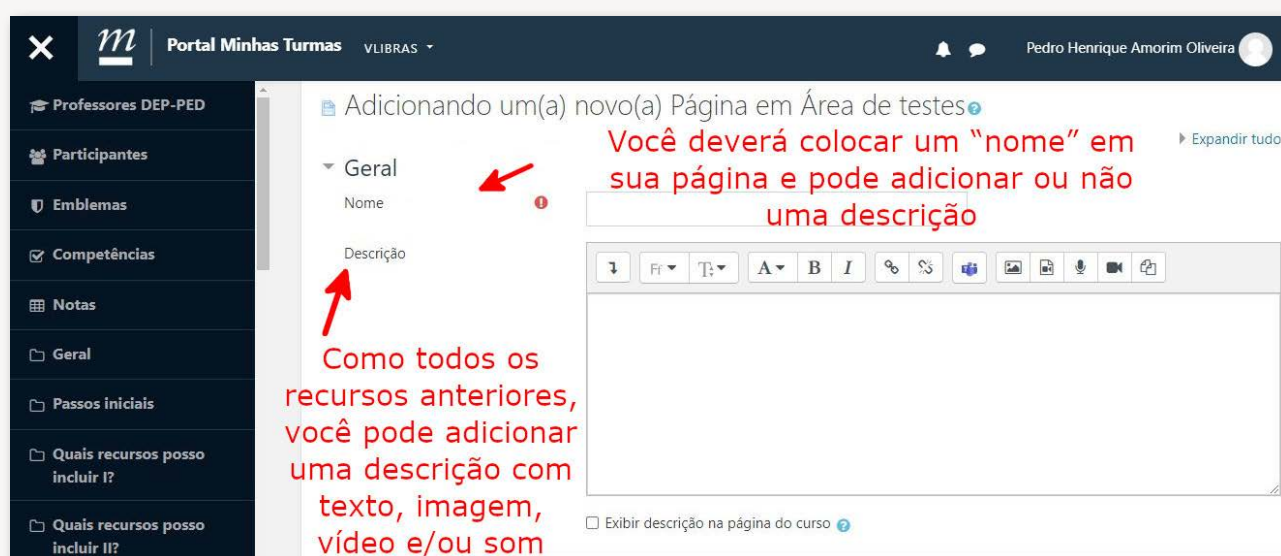 m Portal Minhas Turmas VLIBRAS Pedro Henrique Amorim Oliveira
Professores DEP-PED
Participantes
Emblemas
Competências
Notas
Geral
Passos iniciais
Quais recursos posso
incluir I?
Quais recursos posso
incluir II?
Adicionando um(a) novo(a) Página em Área de testes
Expandir tudo
Você deverá colocar um “nome” em
sua página e pode adicionar ou não
uma descrição
Geral
Nome
Descrição
Como todos os
recursos anteriores,
você pode adicionar
uma descrição com
texto, imagem,
vídeo e/ou som
Ff T A B I
Exibir descrição na página do curso